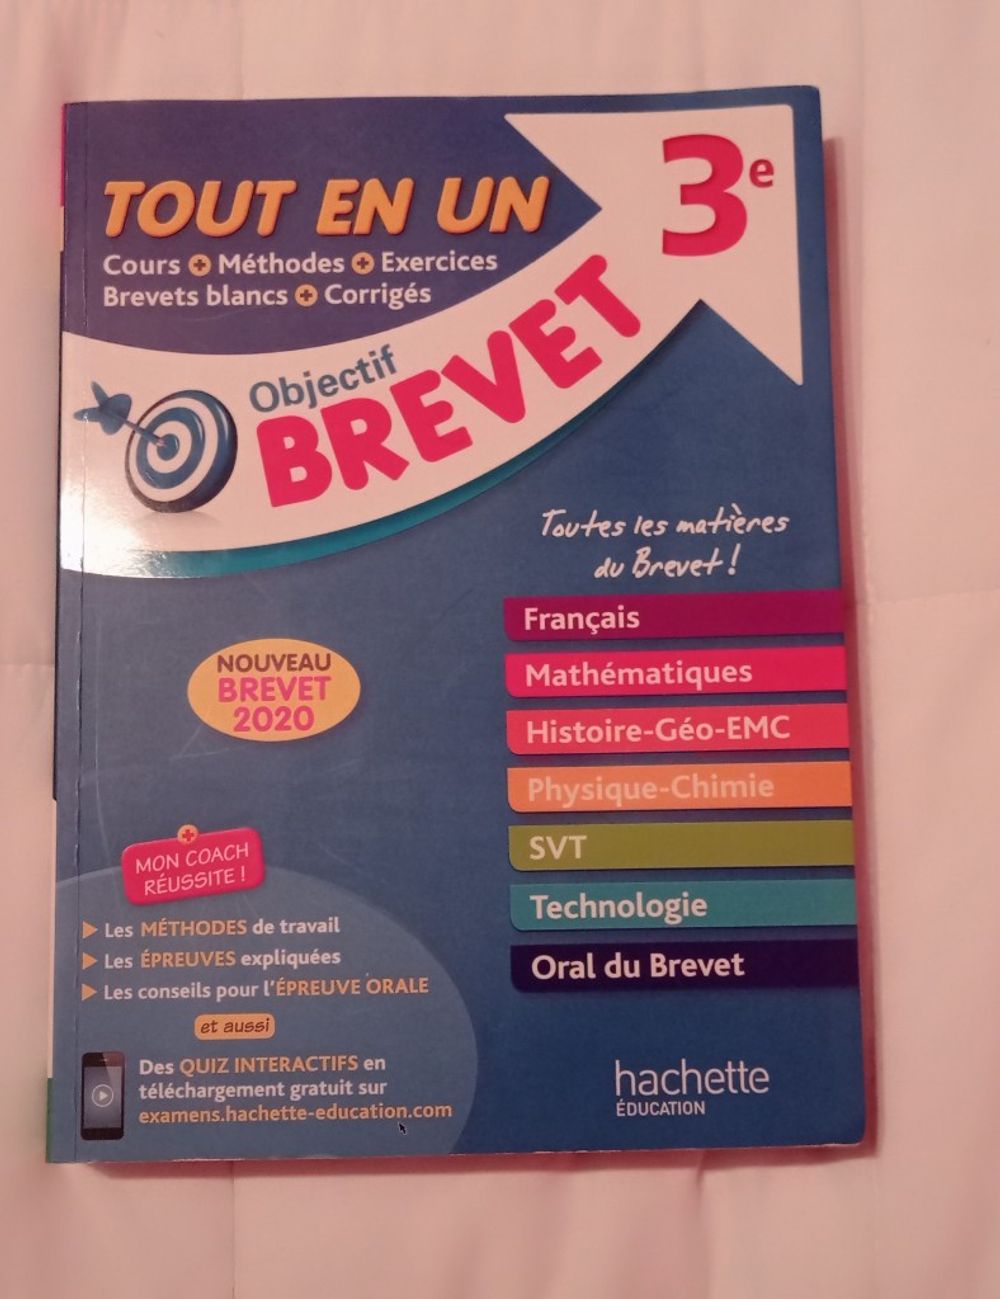 TOUT EN UN
Cours + Méthodes + Exercices
Brevets blancs + Corrigés
3e
Objectif
BREVET
Toutes les matières
du Brevet !
Français
Mathématiques
Histoire-Géo-EMC
Physique-Chimie
SVT
Technologie
Oral du Brevet
NOUVEAU
BREVET
2020
+
MON COACH
RÉUSSITE !
Les MÉTHODES de travail
Les ÉPREUVES expliquées
Les conseils pour l'ÉPREUVE ORALE
et aussi
Des QUIZ INTERACTIFS en
téléchargement gratuit sur
examens.hachette-education.com
hachette
ÉDUCATION